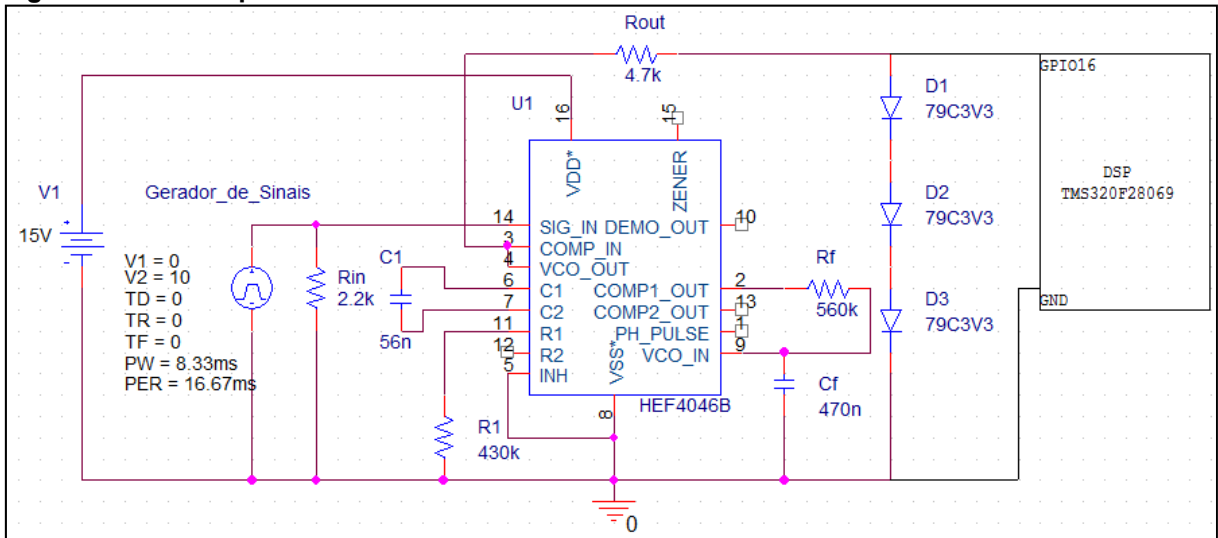 Rout
4.7k
GPIO16
D1
79C3V3
U1
16
15
VDD*
ZENER
DSP
TMS320F28069
V1
15V
Gerador_de_Sinais
V1 = 0
V2 = 10
TD = 0
TR = 0
TF = 0
PW = 8.33ms
PER = 16.67ms
Rin
2.2k
C1
56n
14
3
4
6
7
11
12
5
SIG_IN
COMP_IN
VCO_OUT
C1
C2
R1
R2
INH
DEMO_OUT
COMP1_OUT
COMP2_OUT
PH_PULSE
VCO_IN
10
2
13
1
9
VSS*
8
HEF4046B
Rf
560k
D2
79C3V3
GND
D3
79C3V3
Cf
470n
R1
430k
0